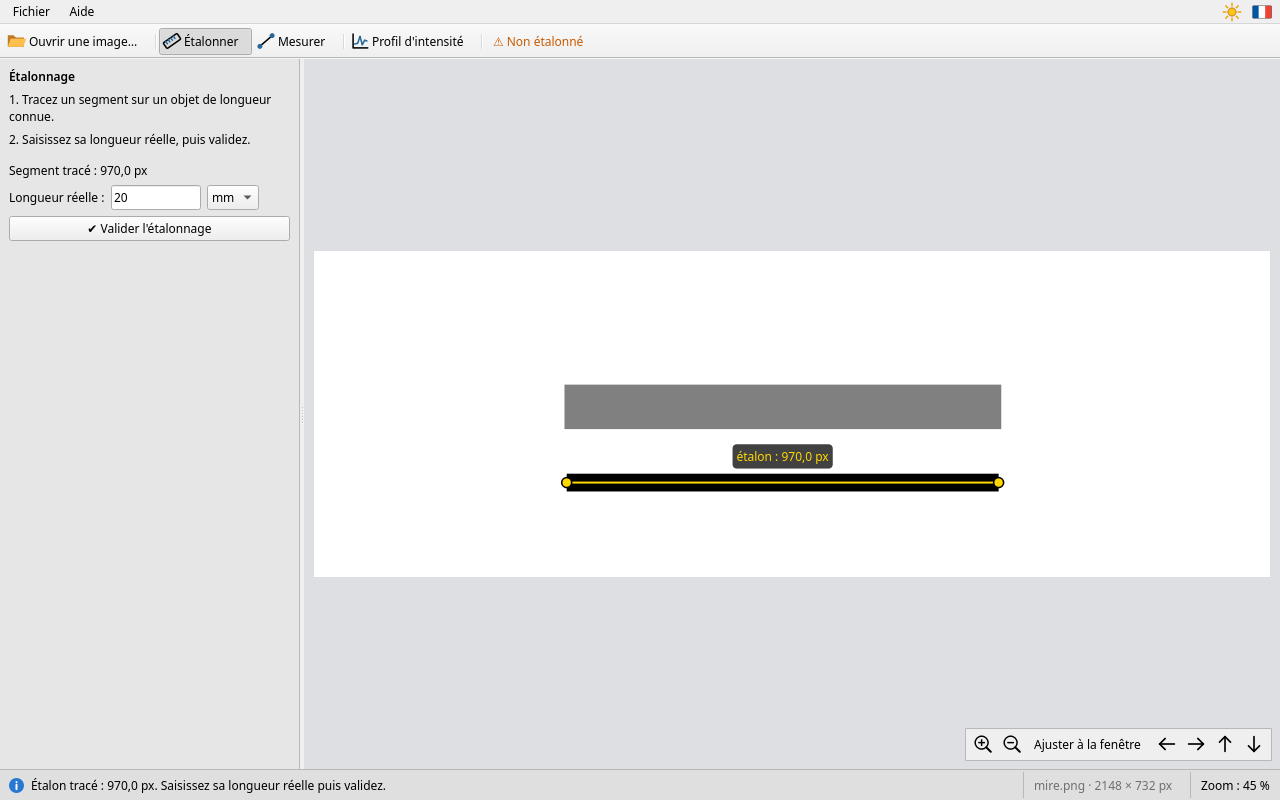 Fichier Aide
Ouvrir une image... Étalonner Mesurer Profil d'intensité ⚠ Non étalonné
Étalonnage
1. Tracez un segment sur un objet de longueur
connue.
2. Saisissez sa longueur réelle, puis validez.
Segment tracé : 970,0 px
Longueur réelle : 20 mm
✔ Valider l'étalonnage
étalon : 970,0 px
Ajuster à la fenêtre
Étalon tracé : 970,0 px. Saisissez sa longueur réelle puis validez.
mire.png · 2148 × 732 px
Zoom : 45 %